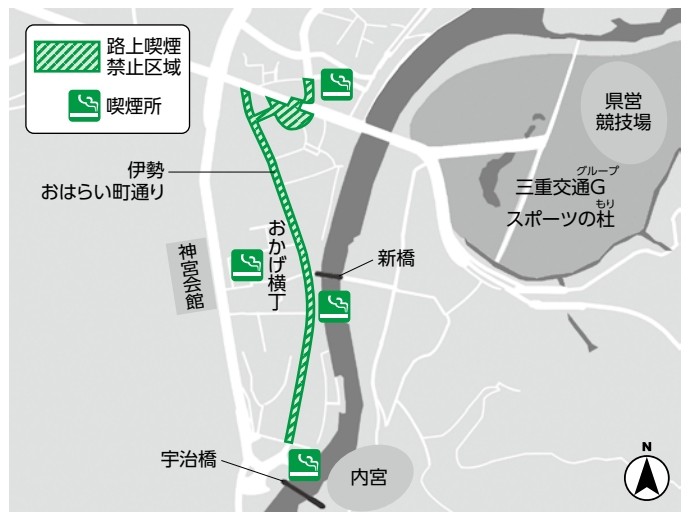 路上喫煙
禁止区域
喫煙所
伊勢
おはらい町通り
県営
競技場
グループ
三重交通G
もり
スポーツの杜
おかげ横丁
神宮会館
新橋
宇治橋
内宮
N